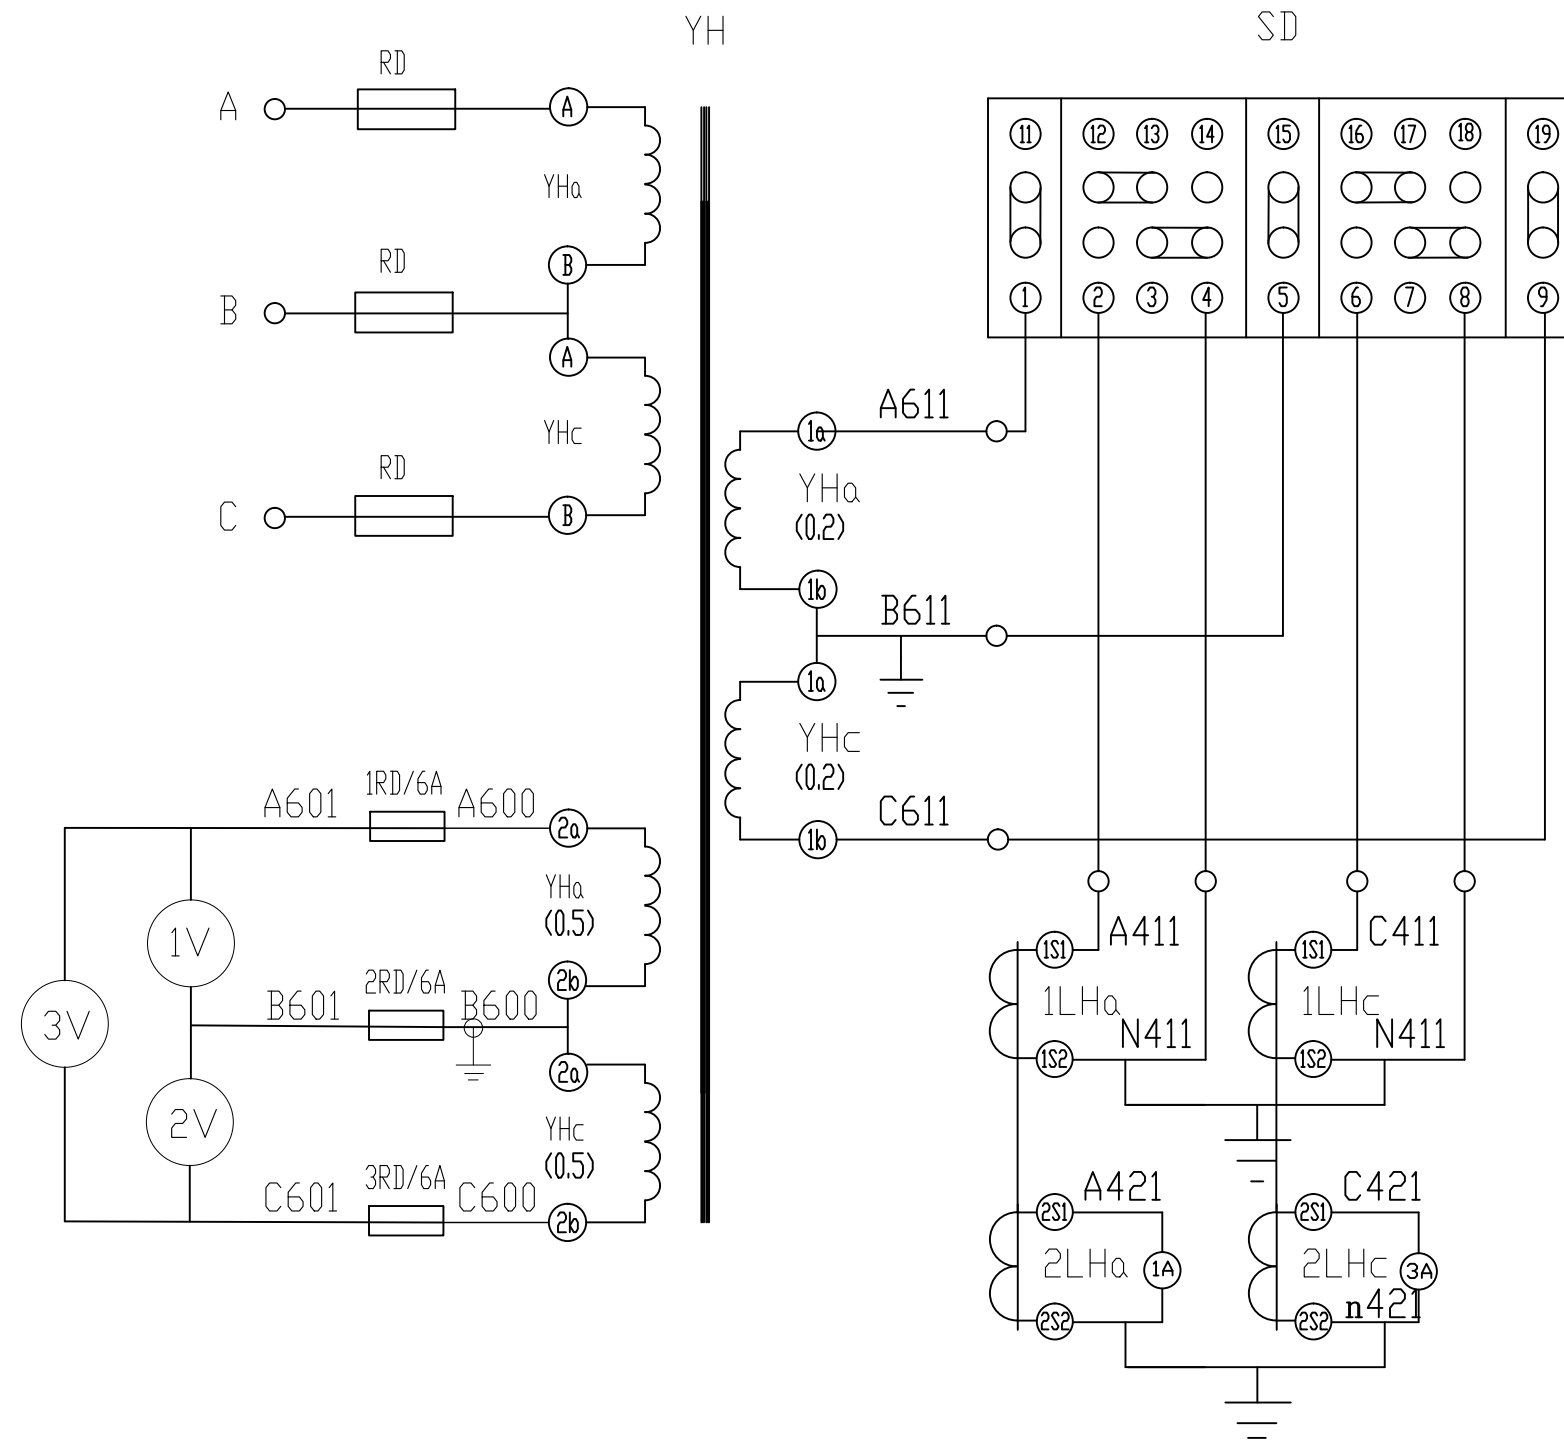 YH
SD
RD
A
A
YHa
B
RD
B
A
YHc
RD
C
B
11 12 13 14 15 16 17 18 19
1 2 3 4 5 6 7 8 9
1a
A611
YHa
(0.2)
1b
B611
1a
YHc
(0.2)
1b
C611
A601
1RD/6A
A600
2a
YHa
(0.5)
1V
2b
3V
B601
2RD/6A
B600
2a
2V
YHc
(0.5)
C601
3RD/6A
C600
2b
1S1
A411
1LHa
N411
1S2
1S1
C411
1LHc
N411
1S2
2S1
A421
2LHa
1A
2S2
2S1
C421
2LHc
3A
n421
2S2